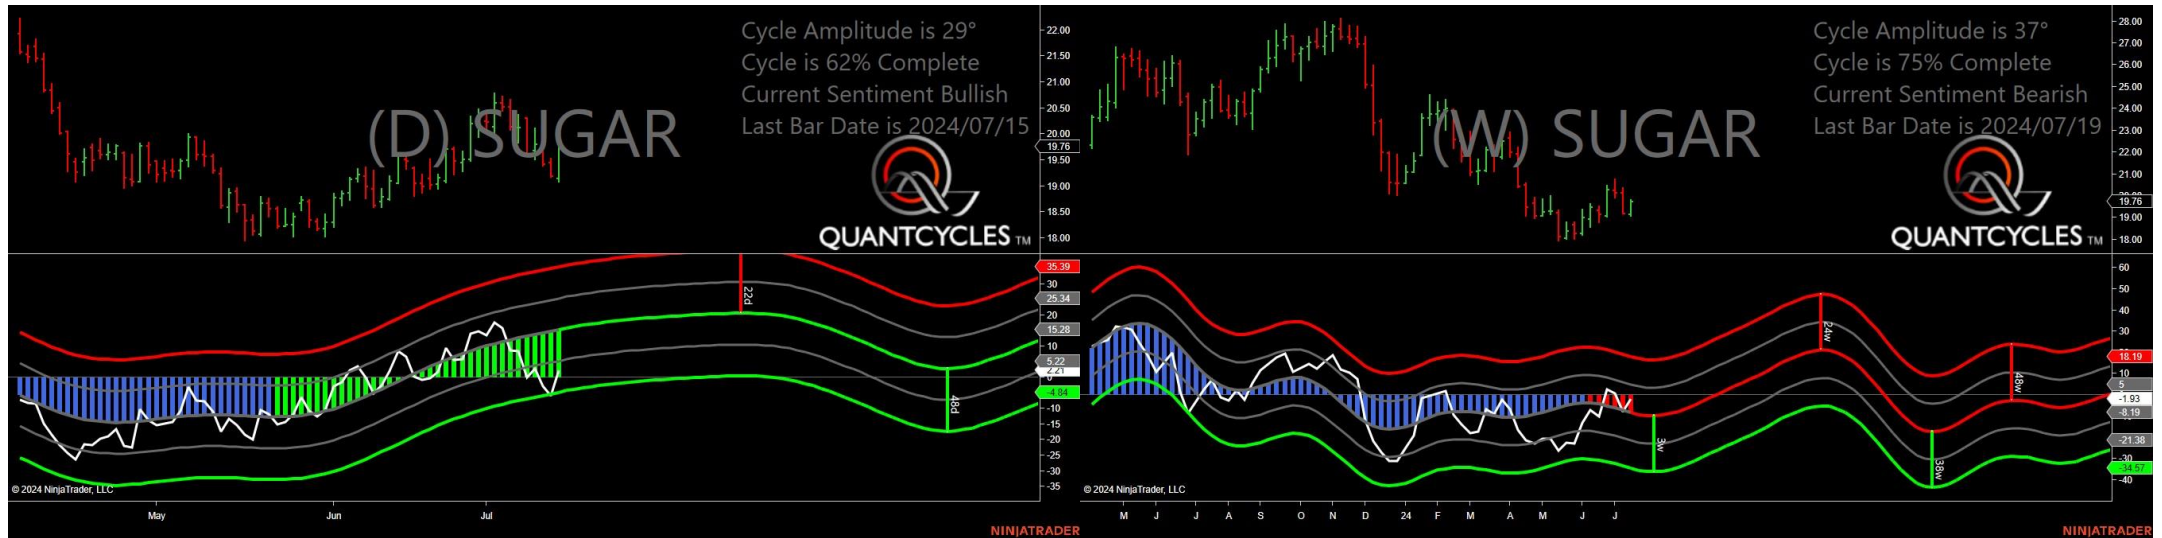 Cycle Amplitude is 29°
Cycle is 62% Complete
Current Sentiment Bullish
Last Bar Date is 2024/07/15
(D) SUGAR
QUANTCYCLES TM
22.00
21.50
21.00
20.50
20.00
19.76
19.50
19.00
18.50
18.00
35.39
30
25.34
20
15.28
10
5.22
2.21
0
-4.84
-10
-15
-20
-25
-30
-35
22d
48d
© 2024 NinjaTrader, LLC
May Jun Jul
NINJATRADER
Cycle Amplitude is 37°
Cycle is 75% Complete
Current Sentiment Bearish
Last Bar Date is 2024/07/19
(W) SUGAR
QUANTCYCLES TM
28.00
27.00
26.00
25.00
24.00
23.00
22.00
21.00
20.00
19.76
19.00
18.00
60
50
40
30
18.19
10
5
-1.93
-8.19
-21.38
-30
-34.57
-40
24w
48w
3w
38w
© 2024 NinjaTrader, LLC
M J J A S O N D 24 F M A M J J
NINJATRADER